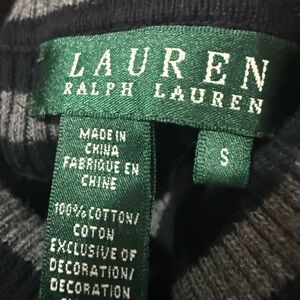 LAUREN
RALPH LAUREN
S
MADE IN
CHINA
FABRIQUE EN
CHINE
100% COTTON/
COTON
EXCLUSIVE OF
DECORATION/
DECORATION